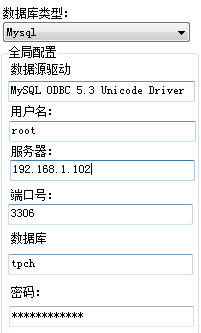 数据库类型：
Mysql
全局配置
数据源驱动
MySQL ODBC 5.3 Unicode Driver
用户名：
root
服务器：
192.168.1.102
端口号：
3306
数据库
tpch
密码：
************